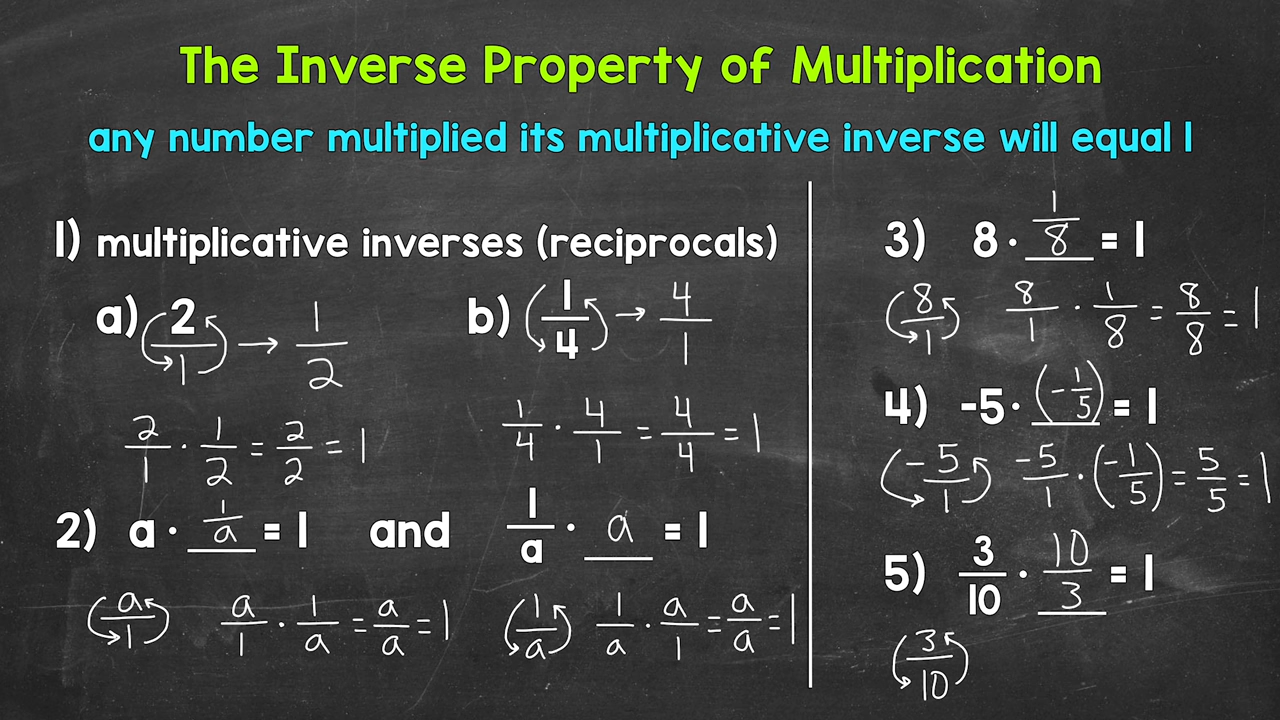 The Inverse Property of Multiplication
any number multiplied its multiplicative inverse will equal 1
1) multiplicative inverses (reciprocals)
a) 2/1 → 1/2
2/1 · 1/2 = 2/2 = 1
b) 1/4 → 4/1
1/4 · 4/1 = 4/4 = 1
2) a · 1/a = 1 and 1/a · a = 1
a/1 a/1 · 1/a = a/a = 1
1/a 1/a · a/1 = a/a = 1
3) 8 · 1/8 = 1
8/1 8/1 · 1/8 = 8/8 = 1
4) -5 · (-1/5) = 1
-5/1 -5/1 · (-1/5) = 5/5 = 1
5) 3/10 · 10/3 = 1
3/10